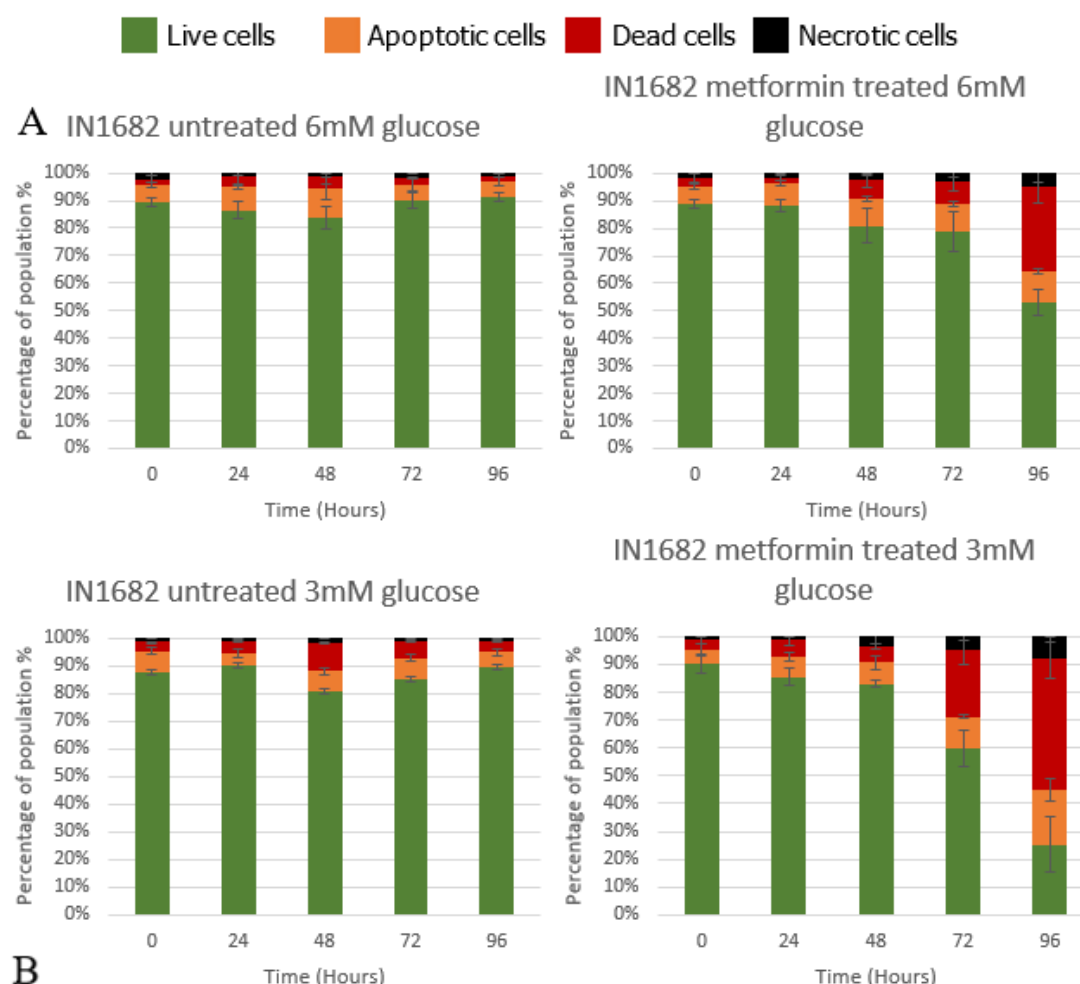 Live cells Apoptotic cells Dead cells Necrotic cells
A
IN1682 untreated 6mM glucose
Percentage of population %
100%
90%
80%
70%
60%
50%
40%
30%
20%
10%
0%
0 24 48 72 96
Time (Hours)
IN1682 metformin treated 6mM
glucose
Percentage of population %
100%
90%
80%
70%
60%
50%
40%
30%
20%
10%
0%
0 24 48 72 96
Time (Hours)
IN1682 untreated 3mM glucose
Percentage of population %
100%
90%
80%
70%
60%
50%
40%
30%
20%
10%
0%
0 24 48 72 96
Time (Hours)
IN1682 metformin treated 3mM
glucose
Percentage of population %
100%
90%
80%
70%
60%
50%
40%
30%
20%
10%
0%
0 24 48 72 96
Time (Hours)
B